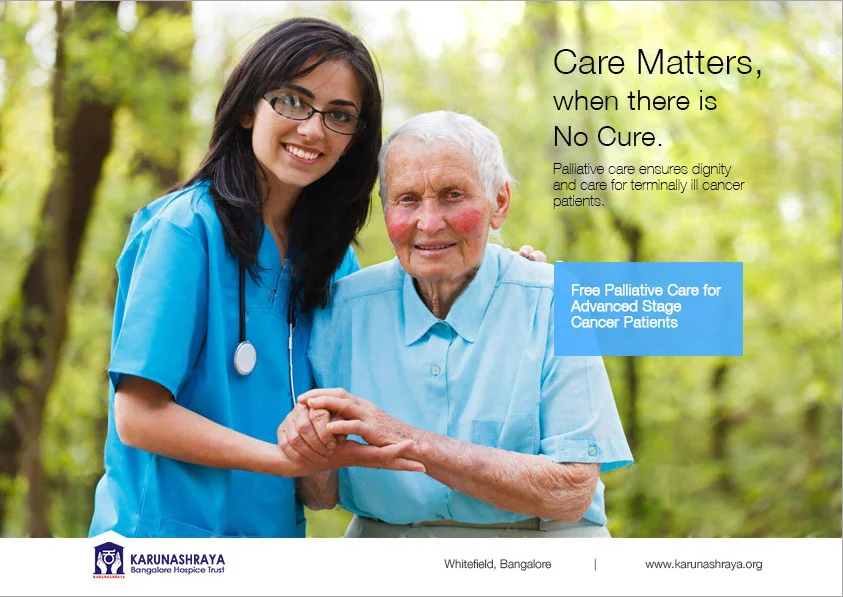 Care Matters,
when there is
No Cure.
Palliative care ensures dignity
and care for terminally ill cancer
patients.
Free Palliative Care for
Advanced Stage
Cancer Patients
KARUNASHRAYA
KARUNASHRAYA
Bangalore Hospice Trust
Whitefield, Bangalore | www.karunashraya.org